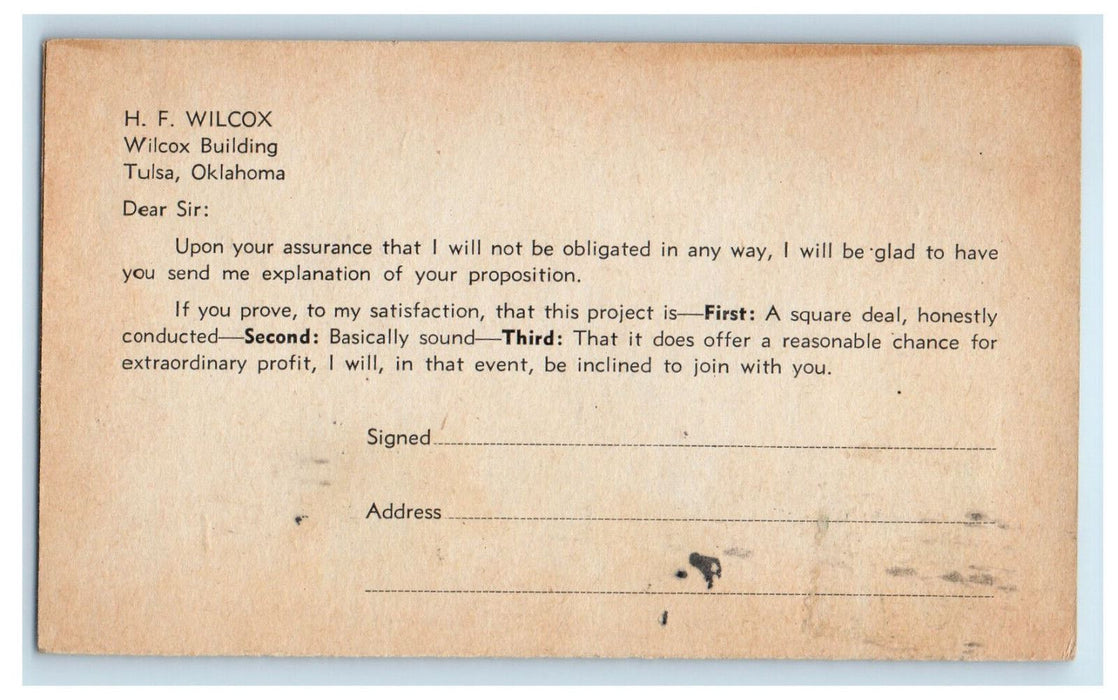 H. F. WILCOX
Wilcox Building
Tulsa, Oklahoma
Dear Sir:
Upon your assurance that I will not be obligated in any way, I will be glad to have
you send me explanation of your proposition.
If you prove, to my satisfaction, that this project is—First: A square deal, honestly
conducted—Second: Basically sound—Third: That it does offer a reasonable chance for
extraordinary profit, I will, in that event, be inclined to join with you.
Signed
Address